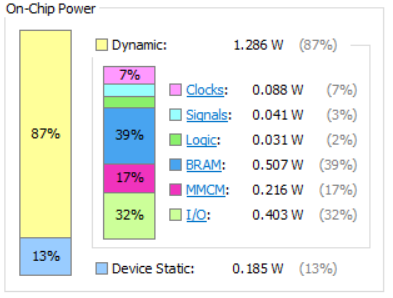 On-Chip Power
Dynamic: 1.286 W (87%)
7%
Clocks: 0.088 W (7%)
Signals: 0.041 W (3%)
87%
Logic: 0.031 W (2%)
39%
BRAM: 0.507 W (39%)
17%
MMCM: 0.216 W (17%)
32%
I/O: 0.403 W (32%)
13%
Device Static: 0.185 W (13%)